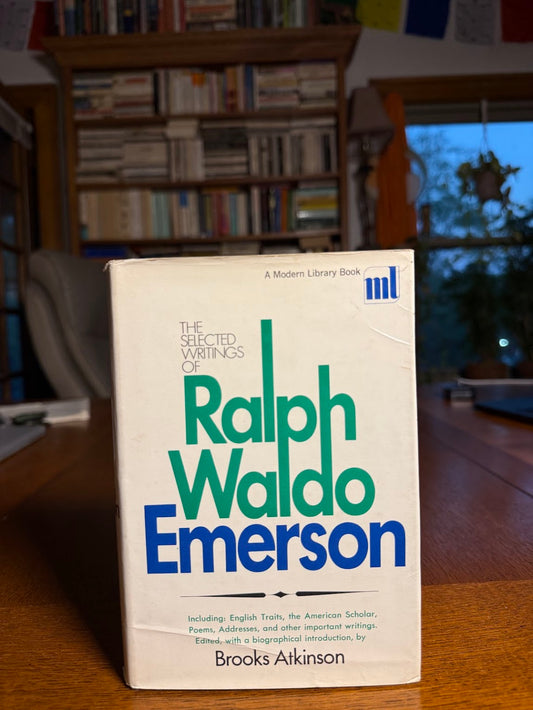 A Modern Library Book
ml
THE
SELECTED
WRITINGS
OF
Ralph
Waldo
Emerson
Including: English Traits, the American Scholar,
Poems, Addresses, and other important writings.
Edited, with a biographical introduction, by
Brooks Atkinson